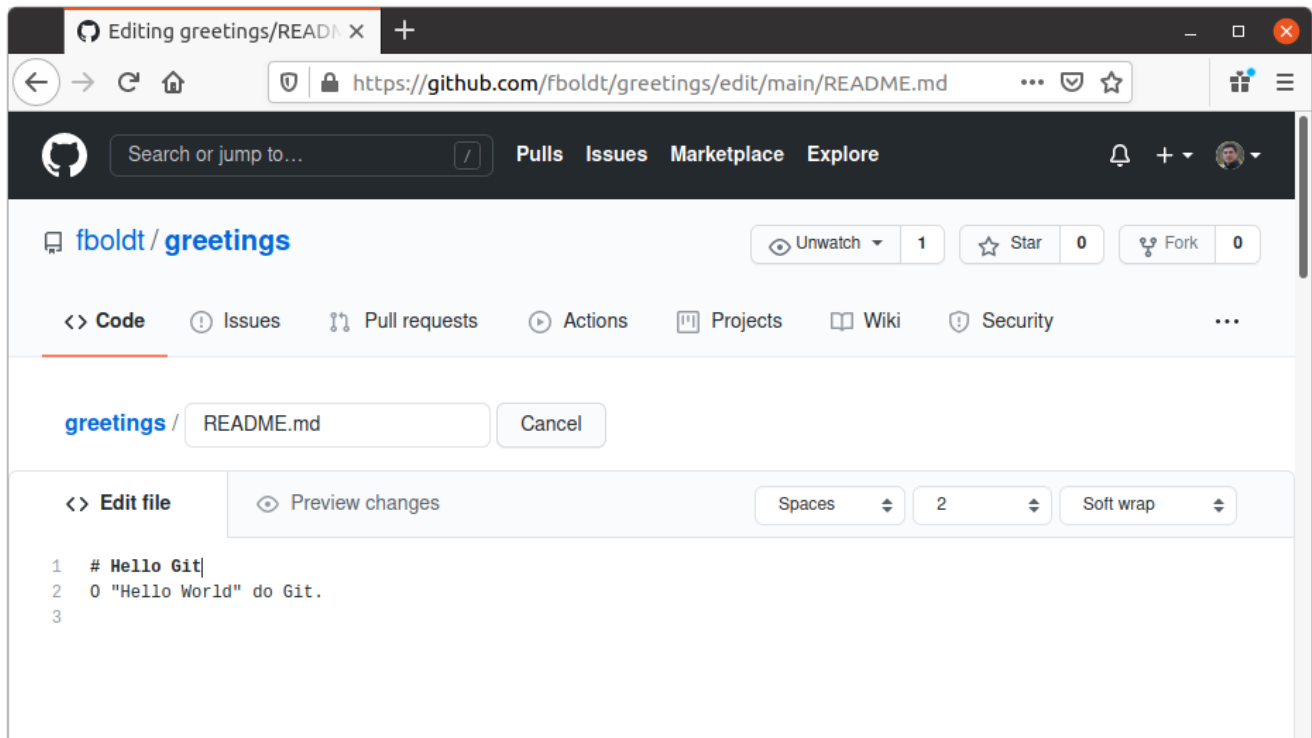 Editing greetings/READM
https://github.com/fboldt/greetings/edit/main/README.md
Search or jump to… / Pulls Issues Marketplace Explore
fboldt / greetings Unwatch 1 Star 0 Fork 0
Code Issues Pull requests Actions Projects Wiki Security ...
greetings / README.md Cancel
<> Edit file Preview changes Spaces 2 Soft wrap
1 # Hello Git
2 O "Hello World" do Git.
3